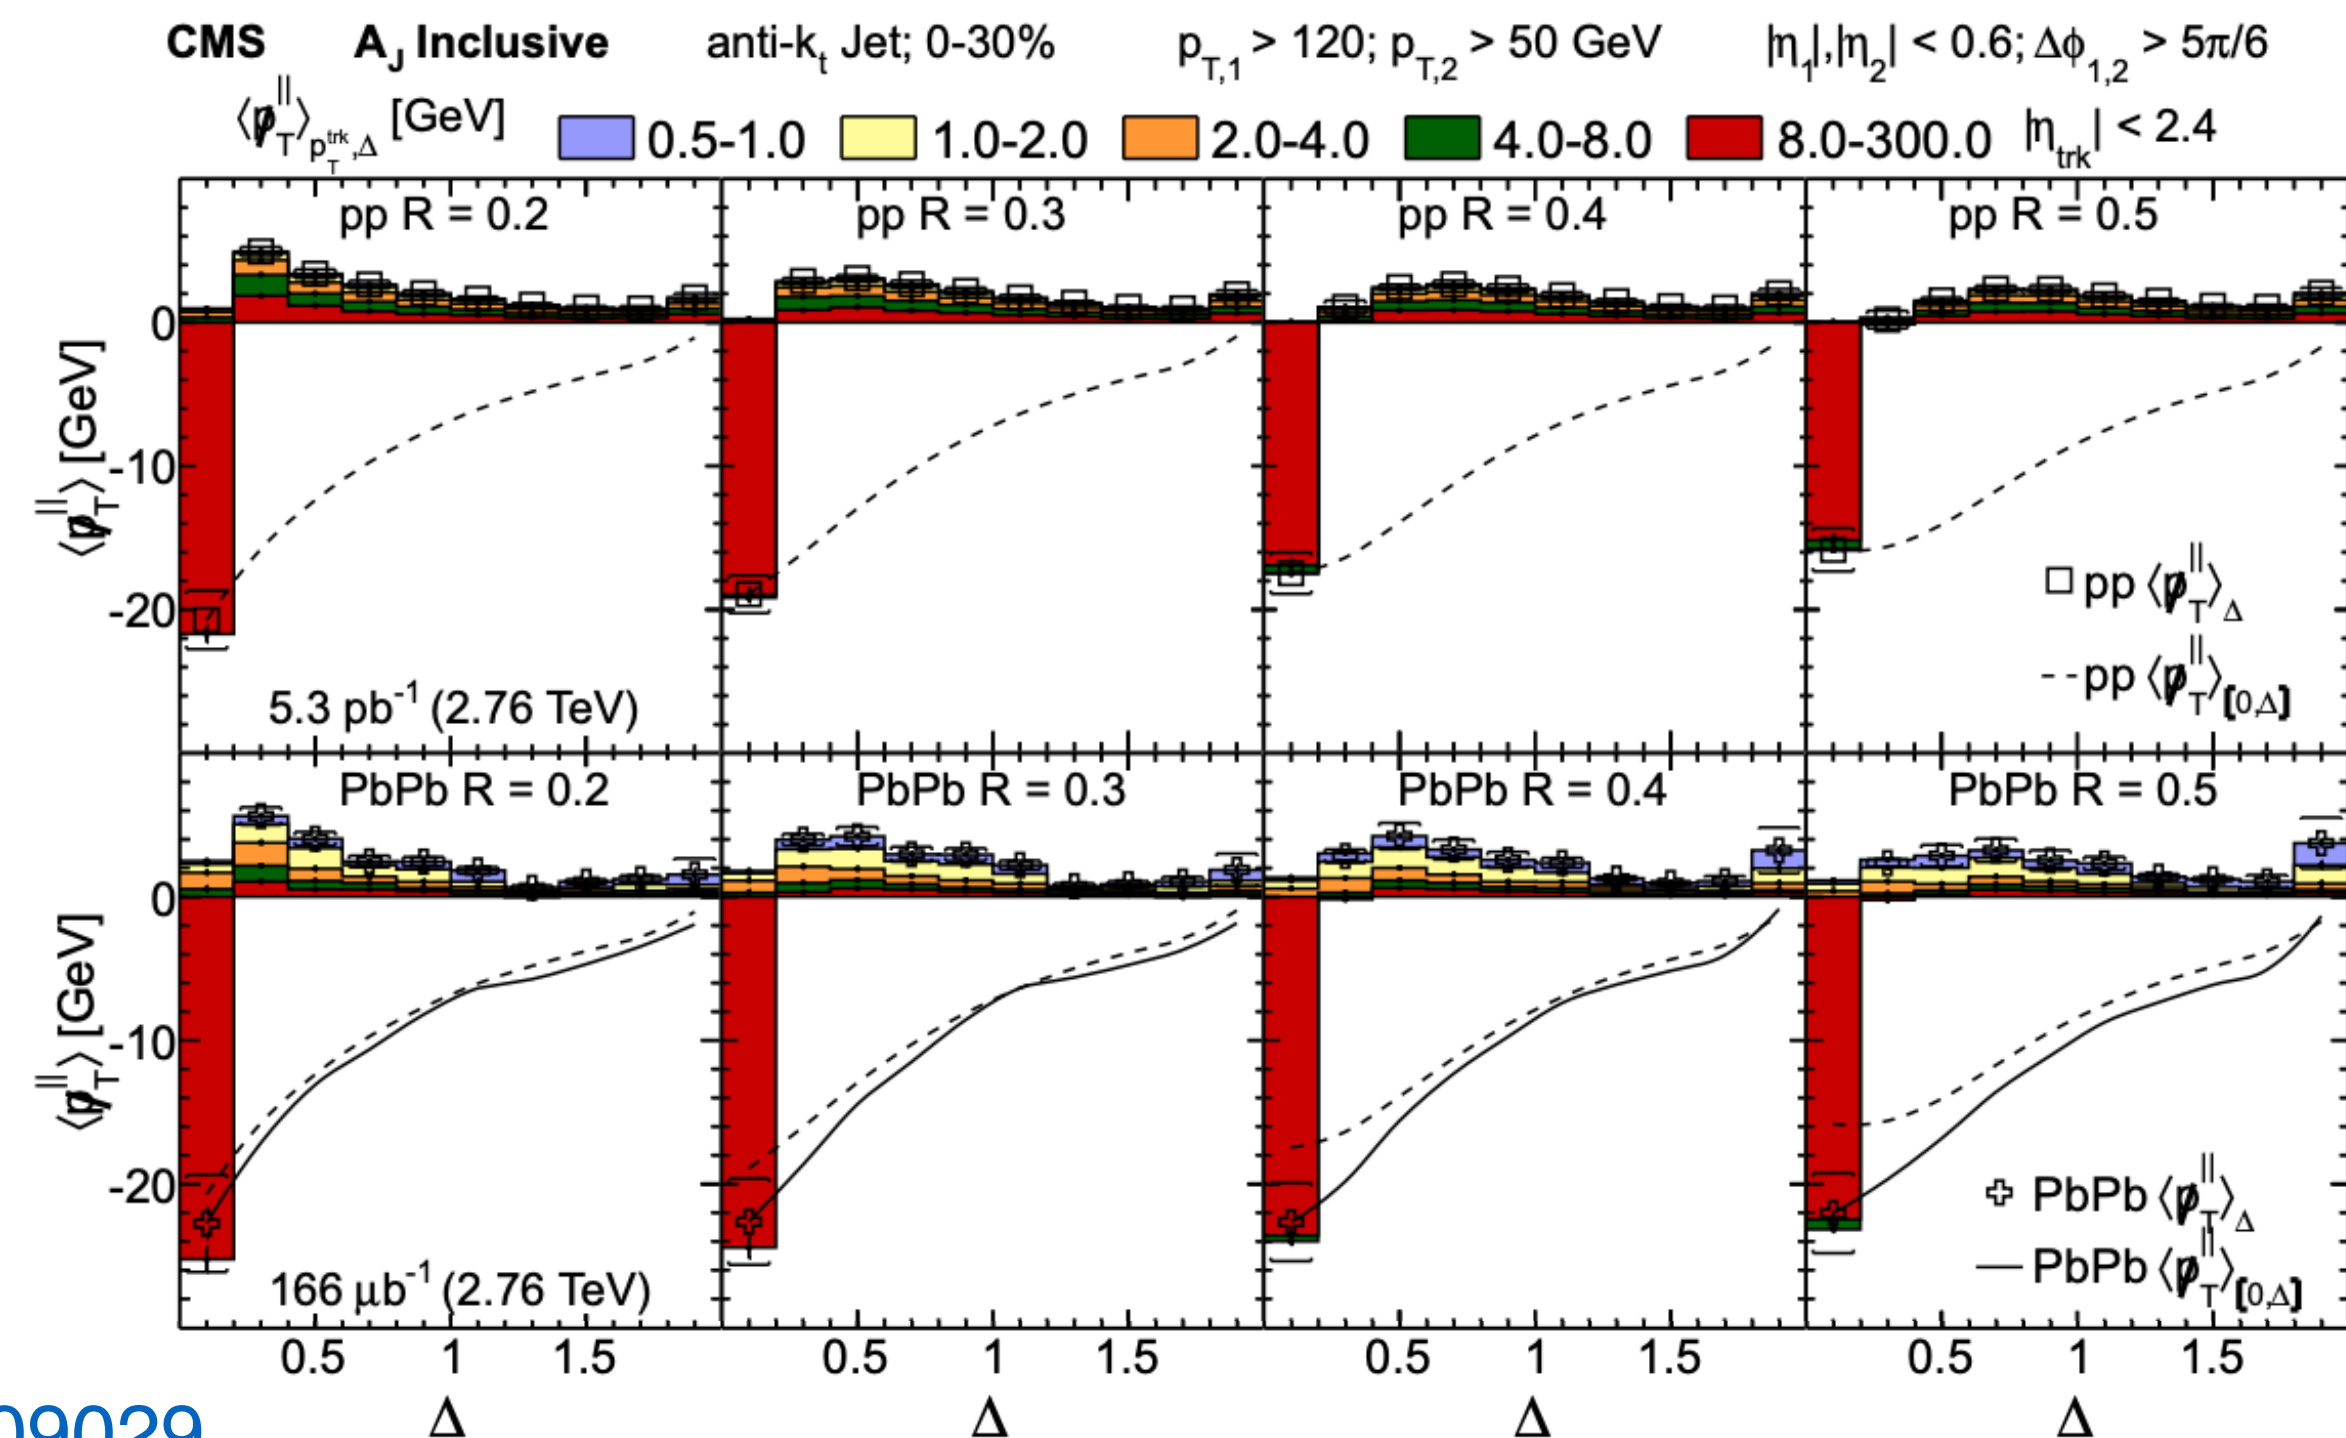 CMS A_J Inclusive anti-k_t Jet; 0-30% p_T,1 > 120; p_T,2 > 50 GeV |η_1|,|η_2| < 0.6; Δϕ_1,2 > 5π/6
⟨p̸_T^||⟩_p_T^trk,Δ [GeV] 0.5-1.0 1.0-2.0 2.0-4.0 4.0-8.0 8.0-300.0 |η_trk| < 2.4
pp R = 0.2 pp R = 0.3 pp R = 0.4 pp R = 0.5
0
-10
-20
⟨p̸_T^||⟩ [GeV]
pp ⟨p̸_T^||⟩_Δ
pp ⟨p̸_T^||⟩_[0,Δ]
5.3 pb^-1 (2.76 TeV)
PbPb R = 0.2 PbPb R = 0.3 PbPb R = 0.4 PbPb R = 0.5
0
-10
-20
⟨p̸_T^||⟩ [GeV]
PbPb ⟨p̸_T^||⟩_Δ
PbPb ⟨p̸_T^||⟩_[0,Δ]
166 μb^-1 (2.76 TeV)
0.5 1 1.5 0.5 1 1.5 0.5 1 1.5 0.5 1 1.5
Δ Δ Δ Δ
09029